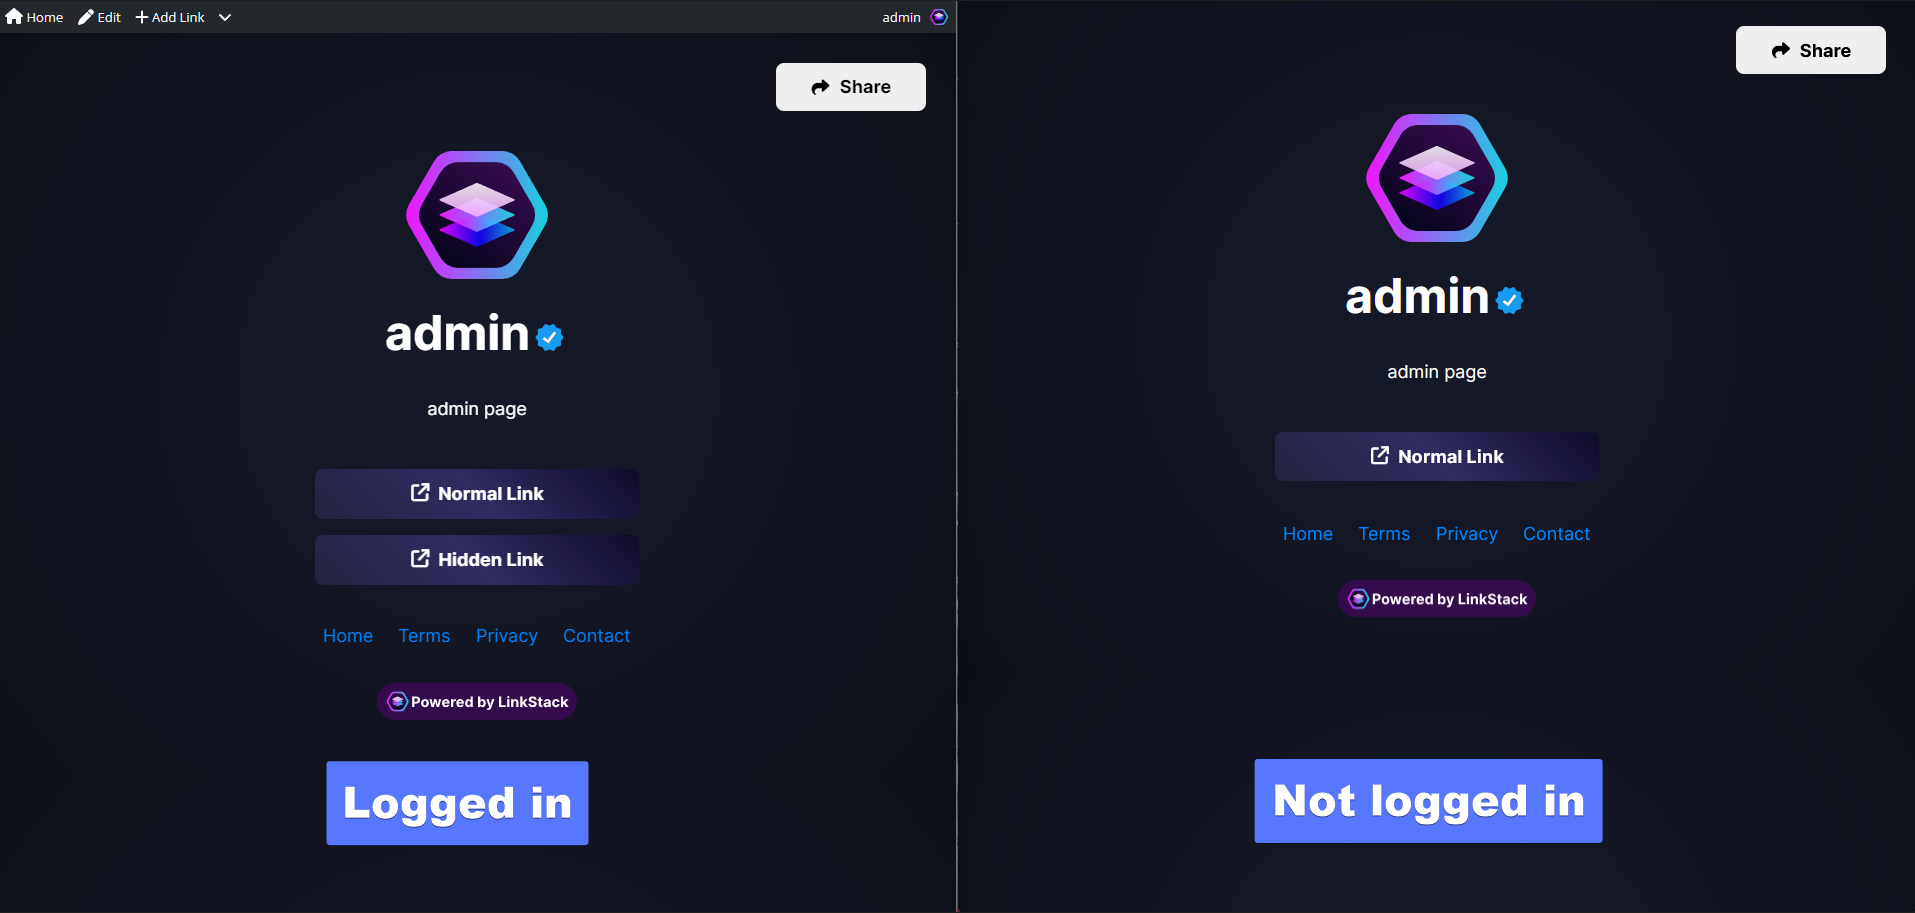 Home Edit Add Link admin
Share
admin
admin page
Normal Link
Hidden Link
Home Terms Privacy Contact
Powered by LinkStack
Logged in
Share
admin
admin page
Normal Link
Home Terms Privacy Contact
Powered by LinkStack
Not logged in